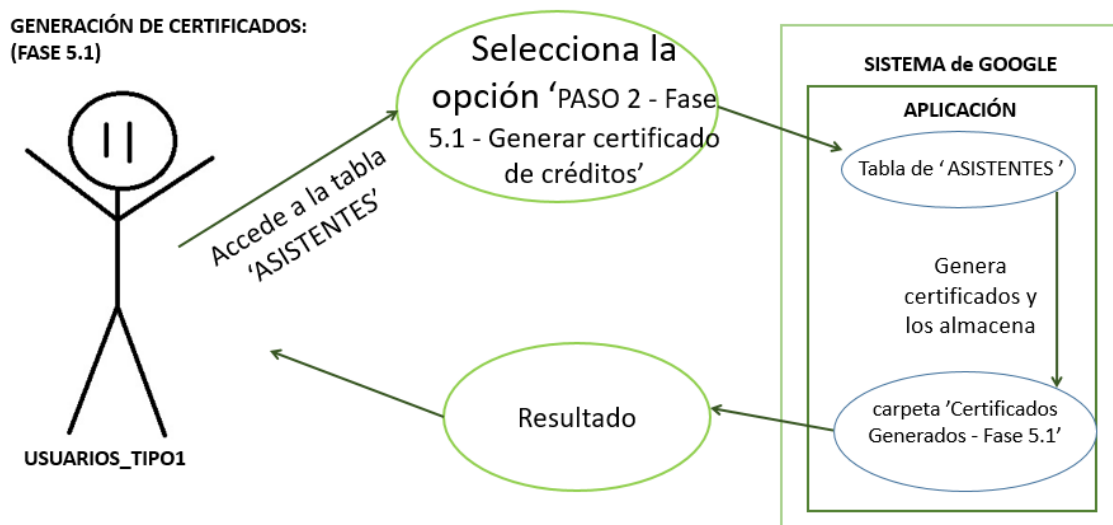 GENERACIÓN DE CERTIFICADOS:
(FASE 5.1)
Selecciona la
opción ‘PASO 2 - Fase
5.1 - Generar certificado
de créditos’
Accede a la tabla
‘ASISTENTES’
SISTEMA de GOOGLE
APLICACIÓN
Tabla de ‘ ASISTENTES ’
Genera
certificados y
los almacena
carpeta ’Certificados
Generados - Fase 5.1’
Resultado
USUARIOS_TIPO1